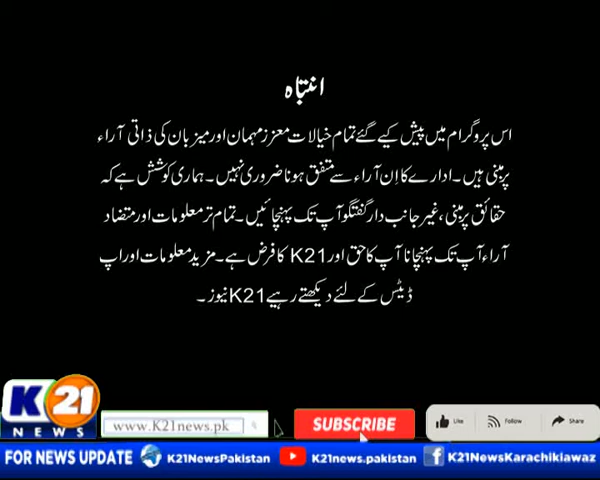 انتباہ
اس پروگرام میں پیش کیے گئے تمام خیالات معزز مہمان اور میزبان کی ذاتی آراء
پر مبنی ہیں۔ ادارے کا اِن آراء سے متفق ہونا ضروری نہیں۔ ہماری کوشش ہے کہ
حقائق پر مبنی، غیر جانب دار گفتگو آپ تک پہنچائیں۔ تمام تر معلومات اور متضاد
آراء آپ تک پہنچانا آپ کا حق اور K21 کا فرض ہے۔ مزید معلومات اور اپ
ڈیٹس کے لئے دیکھتے رہیے K21 نیوز۔
K21
NEWS
www.K21news.pk
SUBSCRIBE
Like
Follow
Share
FOR NEWS UPDATE
K21NewsPakistan
K21news.pakistan
K21NewsKarachikiawaz